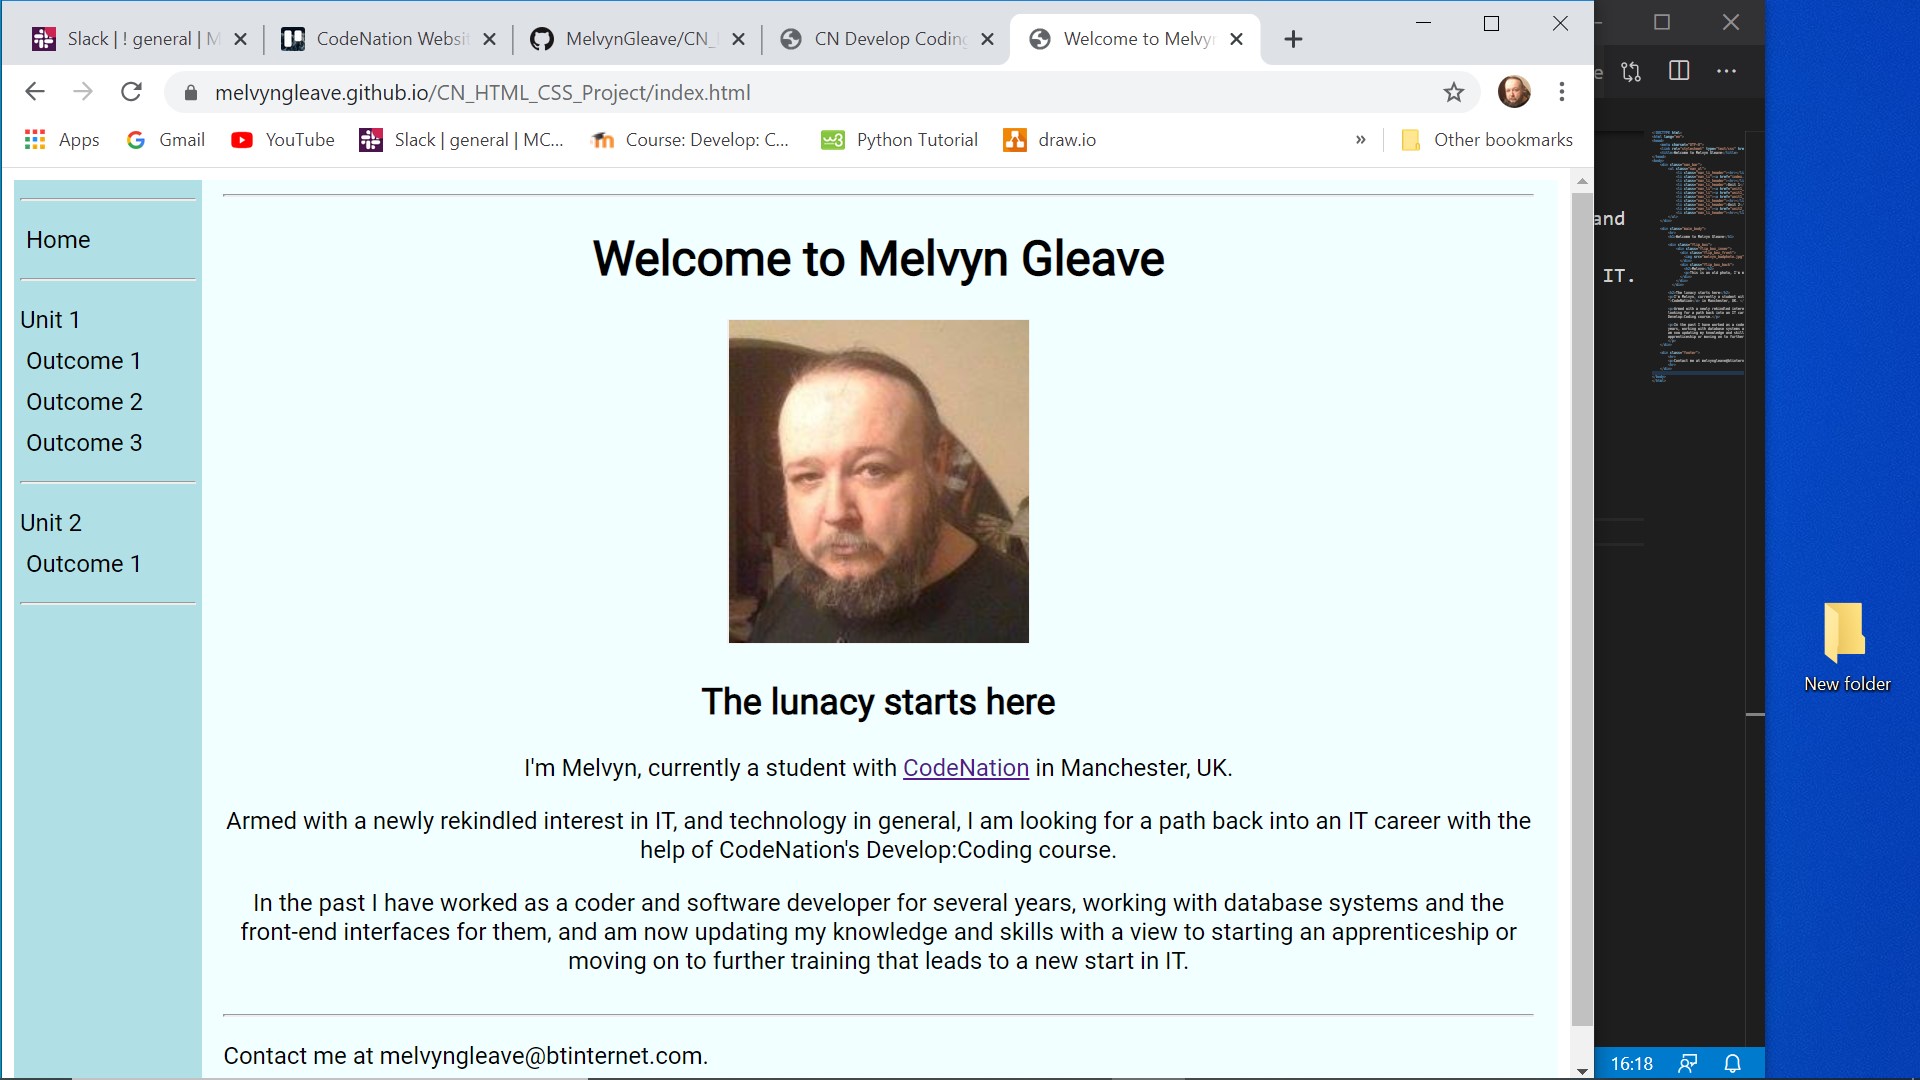 Slack | ! general | M
CodeNation Websi
MelvynGleave/CN_
CN Develop Coding
Welcome to Melvy
melvyngleave.github.io/CN_HTML_CSS_Project/index.html
Apps
Gmail
YouTube
Slack | general | MC...
Course: Develop: C...
Python Tutorial
draw.io
»
Other bookmarks
Home
Unit 1
Outcome 1
Outcome 2
Outcome 3
Unit 2
Outcome 1
Welcome to Melvyn Gleave
The lunacy starts here
I'm Melvyn, currently a student with CodeNation in Manchester, UK.
Armed with a newly rekindled interest in IT, and technology in general, I am looking for a path back into an IT career with the
help of CodeNation's Develop:Coding course.
In the past I have worked as a coder and software developer for several years, working with database systems and the
front-end interfaces for them, and am now updating my knowledge and skills with a view to starting an apprenticeship or
moving on to further training that leads to a new start in IT.
Contact me at melvyngleave@btinternet.com.
and
IT.
16:18
New folder